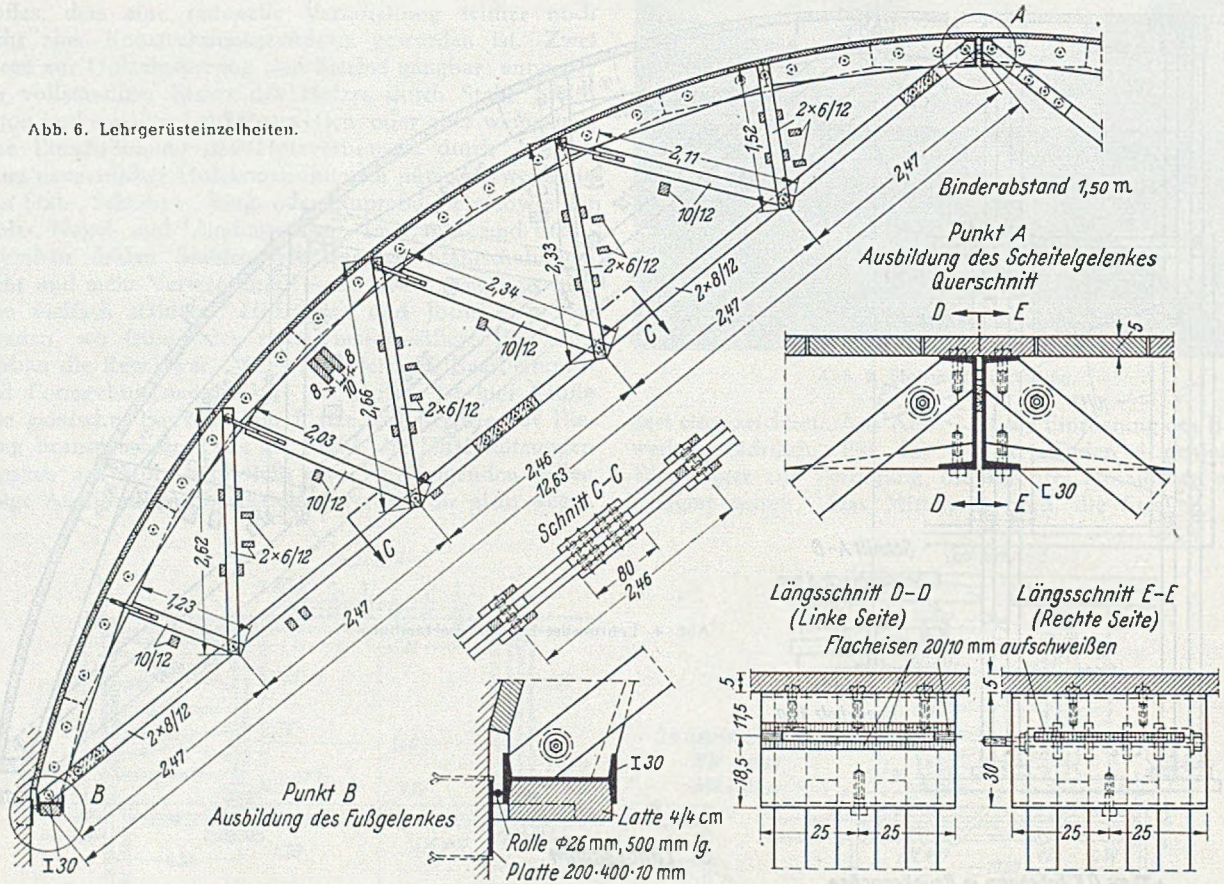 Abb. 6. Lehrgerüsteinzelheiten.
A
2×6/12
1,52
2,11
10/12
2,47
Binderabstand 1,50 m
2×6/12
2,33
2×8/12
2,47
2,34
10/12
C
8 10 8
2,66
2×6/12
2,03
10/12
C
2,62
2×6/12
2,45
12,63
2,47
1,23
10/12
2×8/12
2,47
B
I 30
Punkt A
Ausbildung des Scheitelgelenkes
Querschnitt
D E
5
D E
[30
Schnitt C-C
80
2,46
Punkt B
Ausbildung des Fußgelenkes
I 30
Latte 4/4 cm
Rolle Φ26 mm, 500 mm lg.
Platte 200·400·10 mm
Längsschnitt D-D
(Linke Seite)
Längsschnitt E-E
(Rechte Seite)
Flacheisen 20/10 mm aufschweißen
5
11,5
18,5
25 25
5
30
25 25